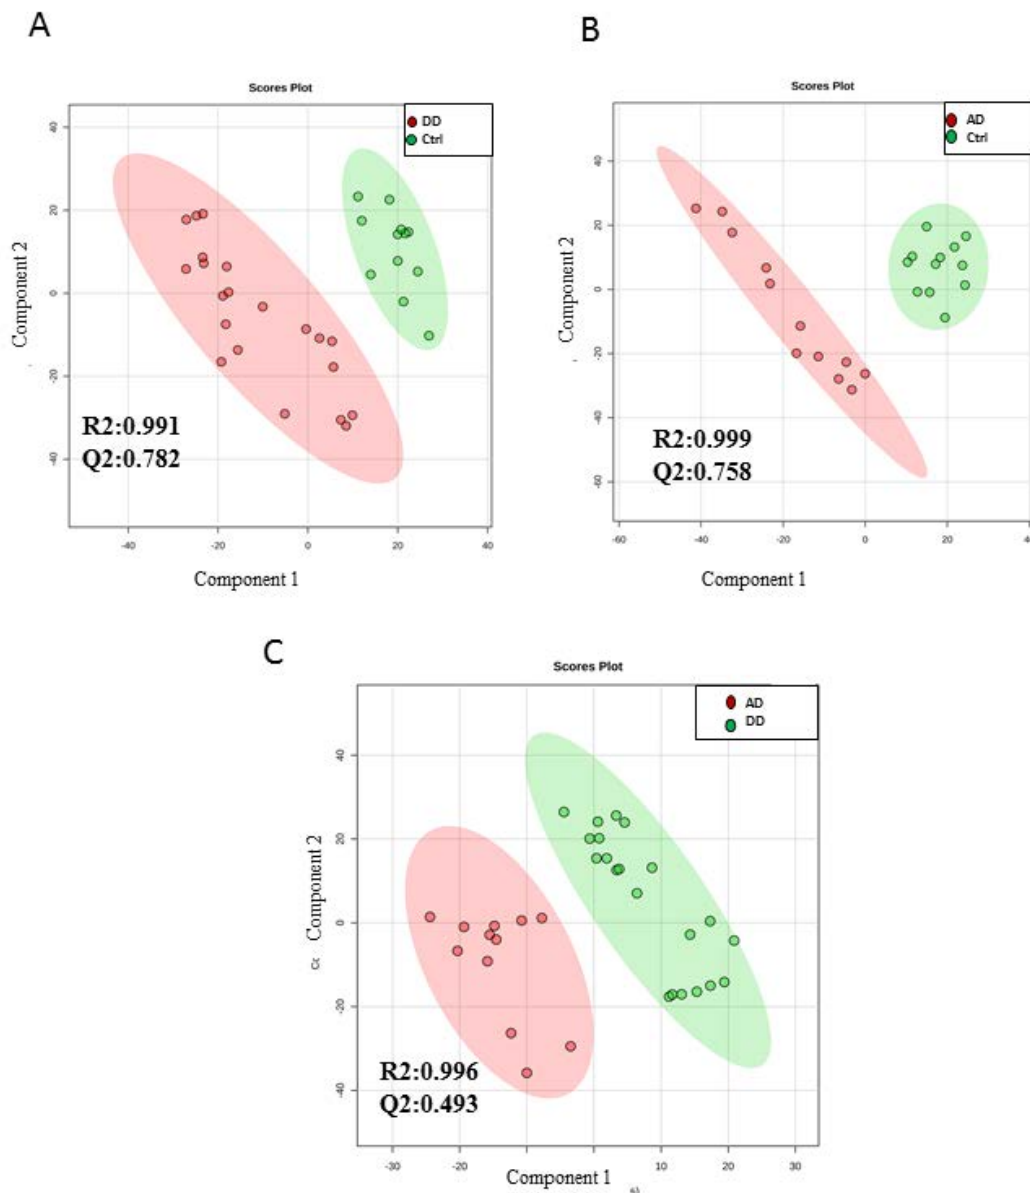 A
Scores Plot
DD
Ctrl
Component 2
40
20
0
-20
-40
R2:0.991
Q2:0.782
-40
-20
0
20
40
Component 1
B
Scores Plot
AD
Ctrl
Component 2
40
20
0
-20
-40
-60
R2:0.999
Q2:0.758
-60
-40
-20
0
20
40
Component 1
C
Scores Plot
AD
DD
Component 2
40
20
0
-20
-40
R2:0.996
Q2:0.493
-30
-20
10
20
30
Component 1